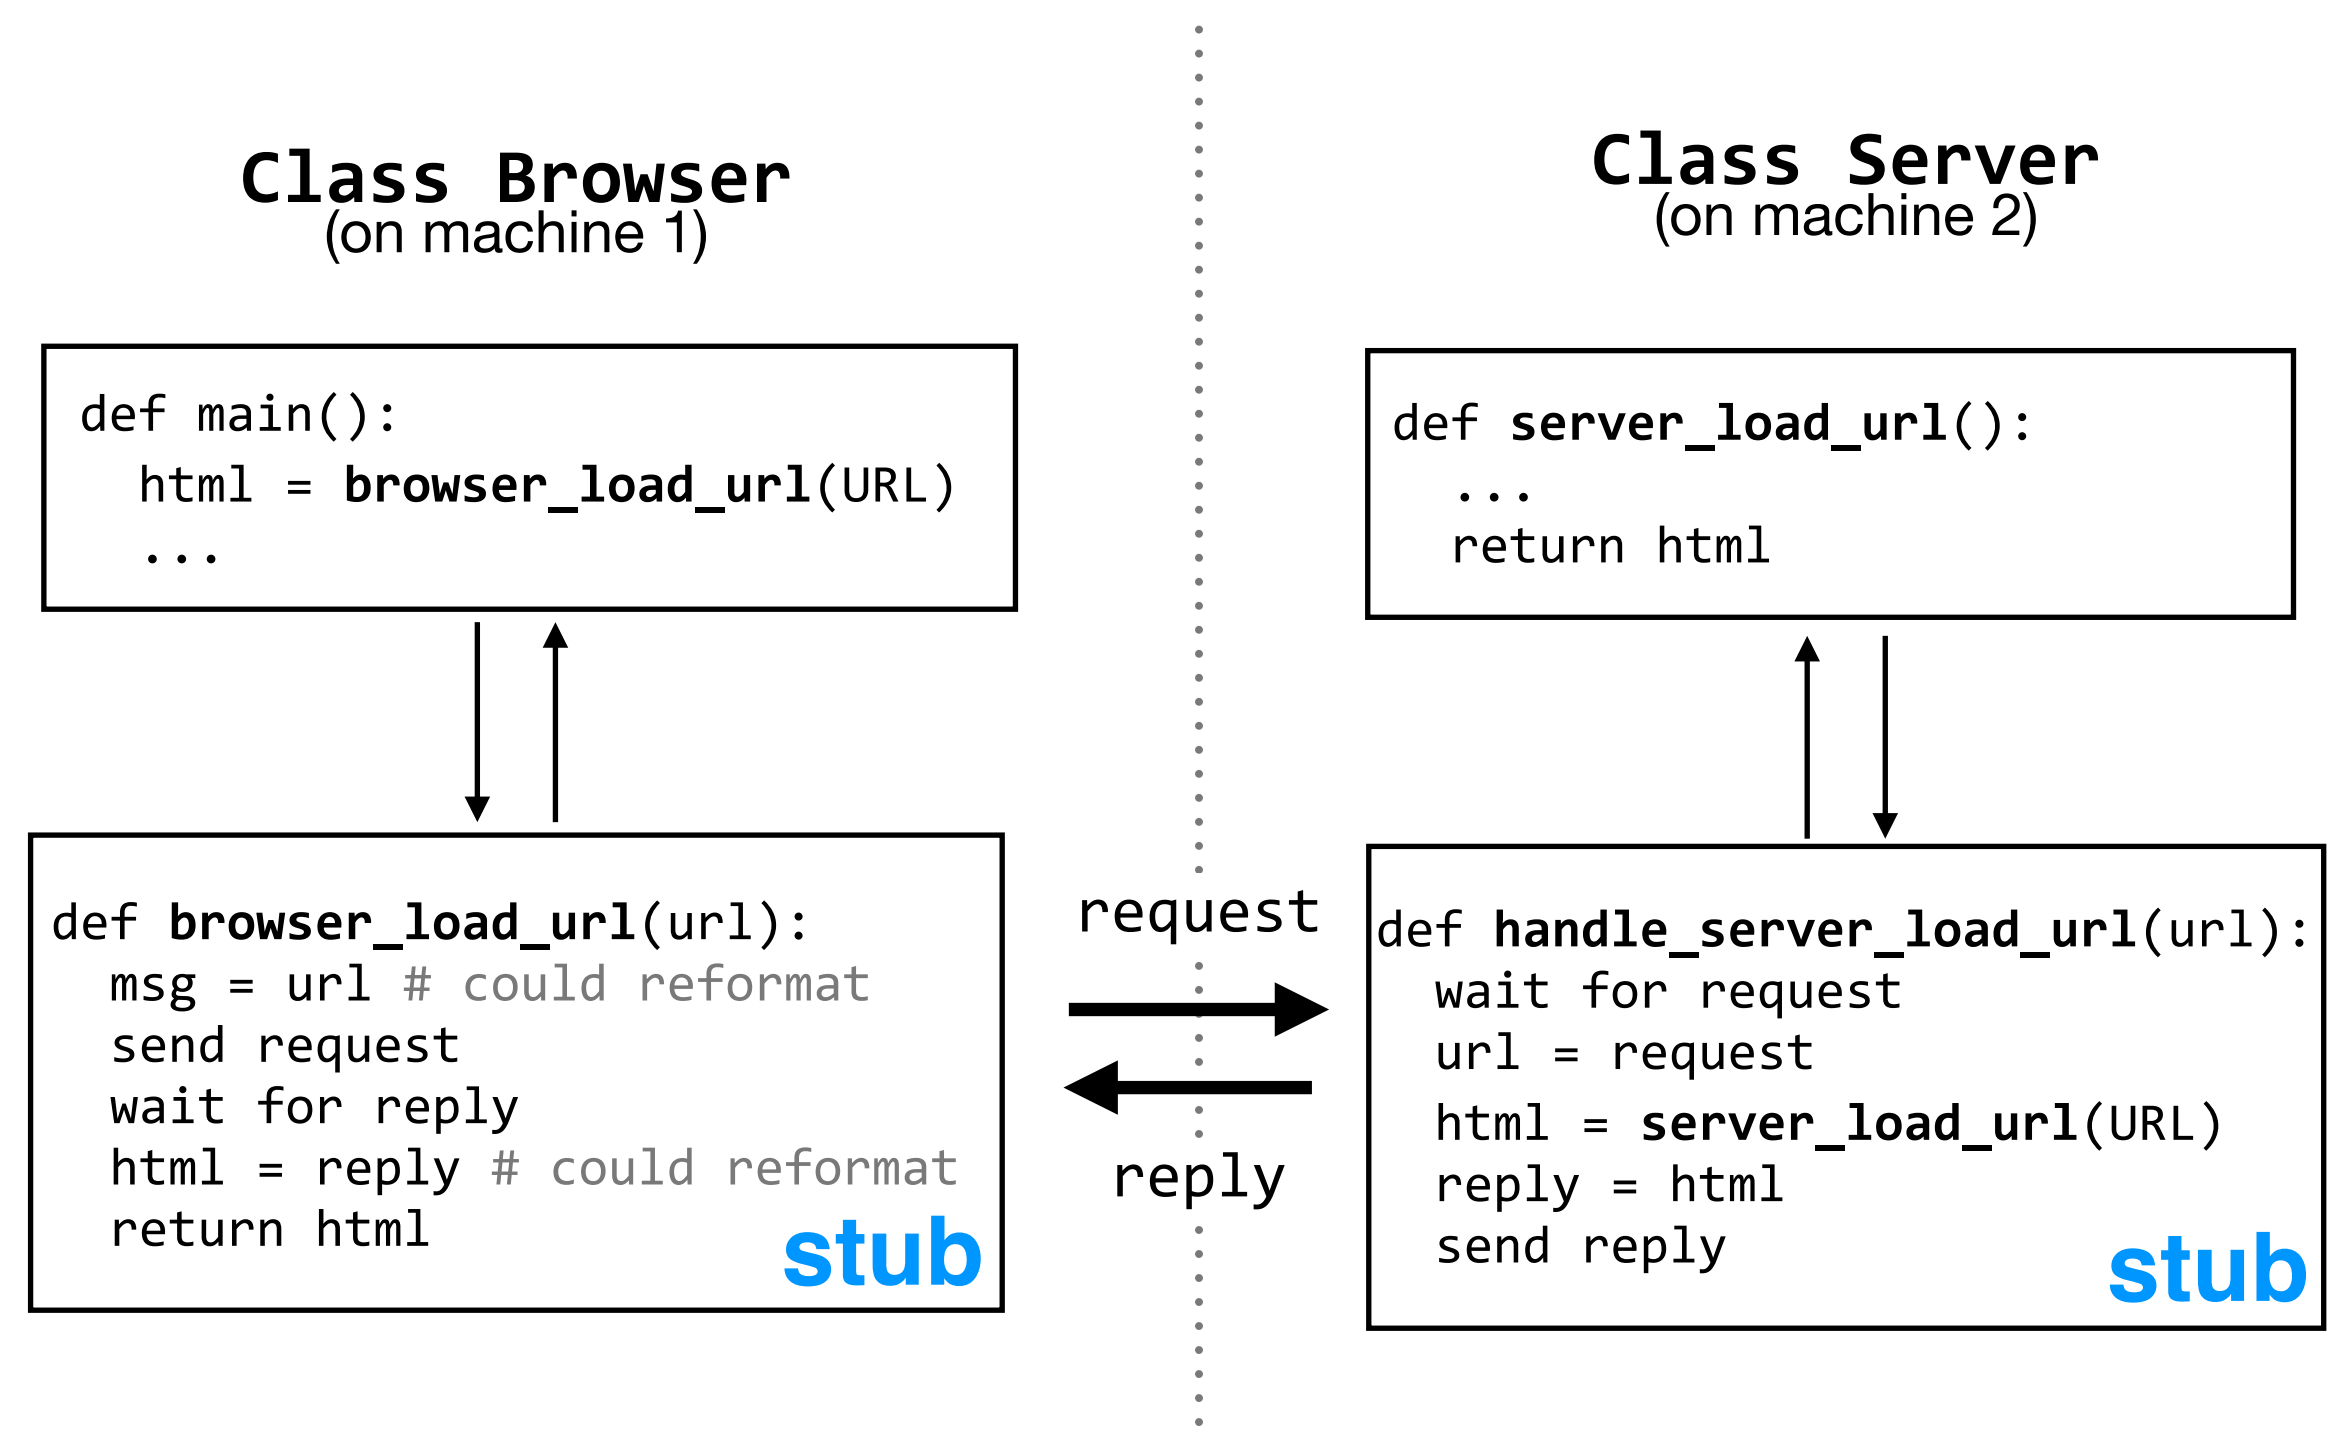 Class Browser
(on machine 1)
def main():
  html = browser_load_url(URL)
  ...
def browser_load_url(url):
  msg = url # could reformat
  send request
  wait for reply
  html = reply # could reformat
  return html
stub
request
reply
Class Server
(on machine 2)
def server_load_url():
  ...
  return html
def handle_server_load_url(url):
  wait for request
  url = request
  html = server_load_url(URL)
  reply = html
  send reply
stub